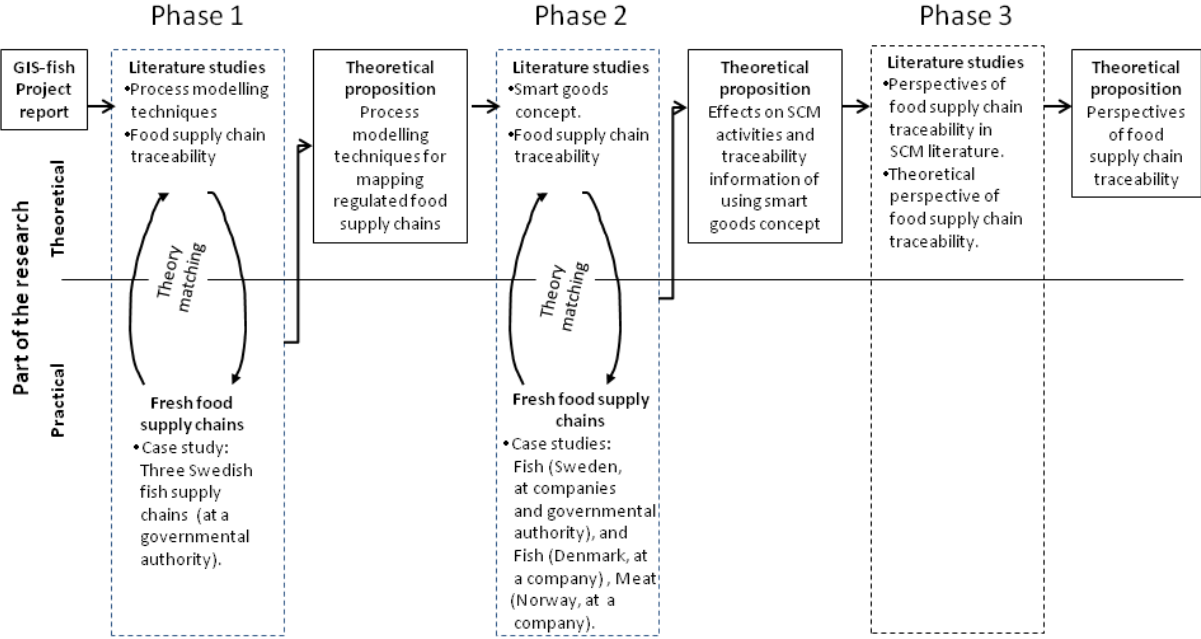 Phase 1
Phase 2
Phase 3
GIS-fish
Project
report
Literature studies
•Process modelling
techniques
•Food supply chain
traceability
Theory
matching
Fresh food
supply chains
•Case study:
Three Swedish
fish supply
chains (at a
governmental
authority).
Theoretical
proposition
Process
modelling
techniques for
mapping
regulated food
supply chains
Literature studies
•Smart goods
concept.
•Food supply chain
traceability
Theory
matching
Fresh food supply
chains
•Case studies:
Fish (Sweden,
at companies
and governmental
authority), and
Fish (Denmark, at
a company) , Meat
(Norway, at a
company).
Theoretical
proposition
Effects on SCM
activities and
traceability
information of
using smart
goods concept
Literature studies
•Perspectives of
food supply chain
traceability in
SCM literature.
•Theoretical
perspective of
food supply chain
traceability.
Theoretical
proposition
Perspectives
of food
supply chain
traceability
Part of the research
Theoretical
Practical